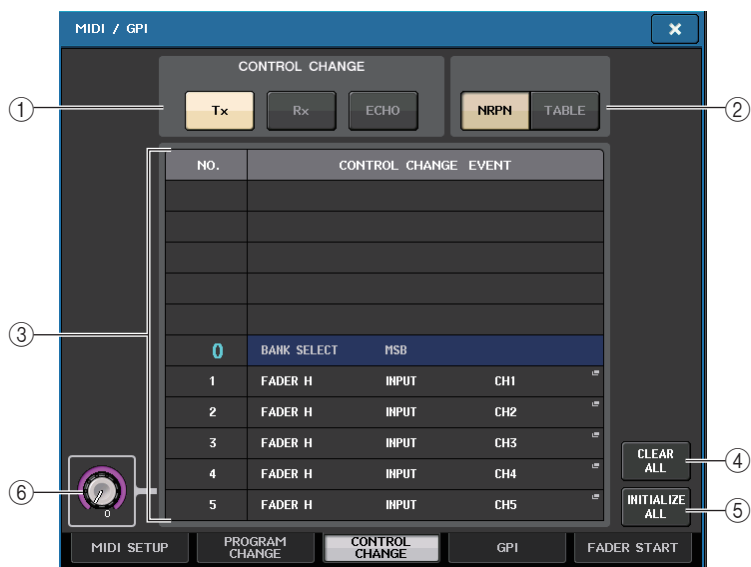 MIDI / GPI
CONTROL CHANGE
① Tx Rx ECHO NRPN TABLE ②
NO. CONTROL CHANGE EVENT
③
0 BANK SELECT MSB
1 FADER H INPUT CH1
2 FADER H INPUT CH2
3 FADER H INPUT CH3
4 FADER H INPUT CH4
5 FADER H INPUT CH5
CLEAR ALL ④
INITIALIZE ALL ⑤
⑥ 0
MIDI SETUP PROGRAM CHANGE CONTROL CHANGE GPI FADER START